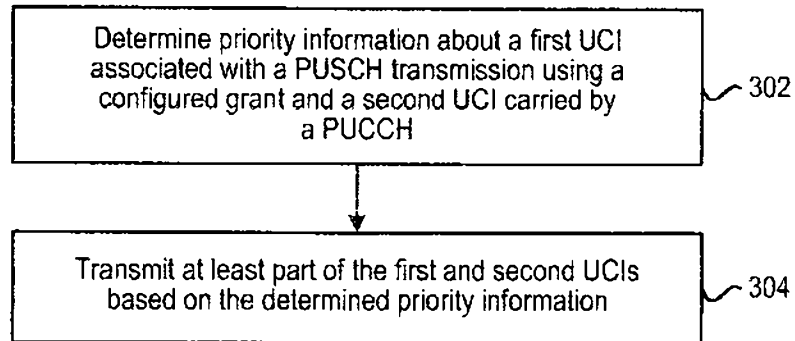 Determine priority information about a first UCI
associated with a PUSCH transmission using a
configured grant and a second UCI carried by
a PUCCH
302
Transmit at least part of the first and second UCIs
based on the determined priority information
304